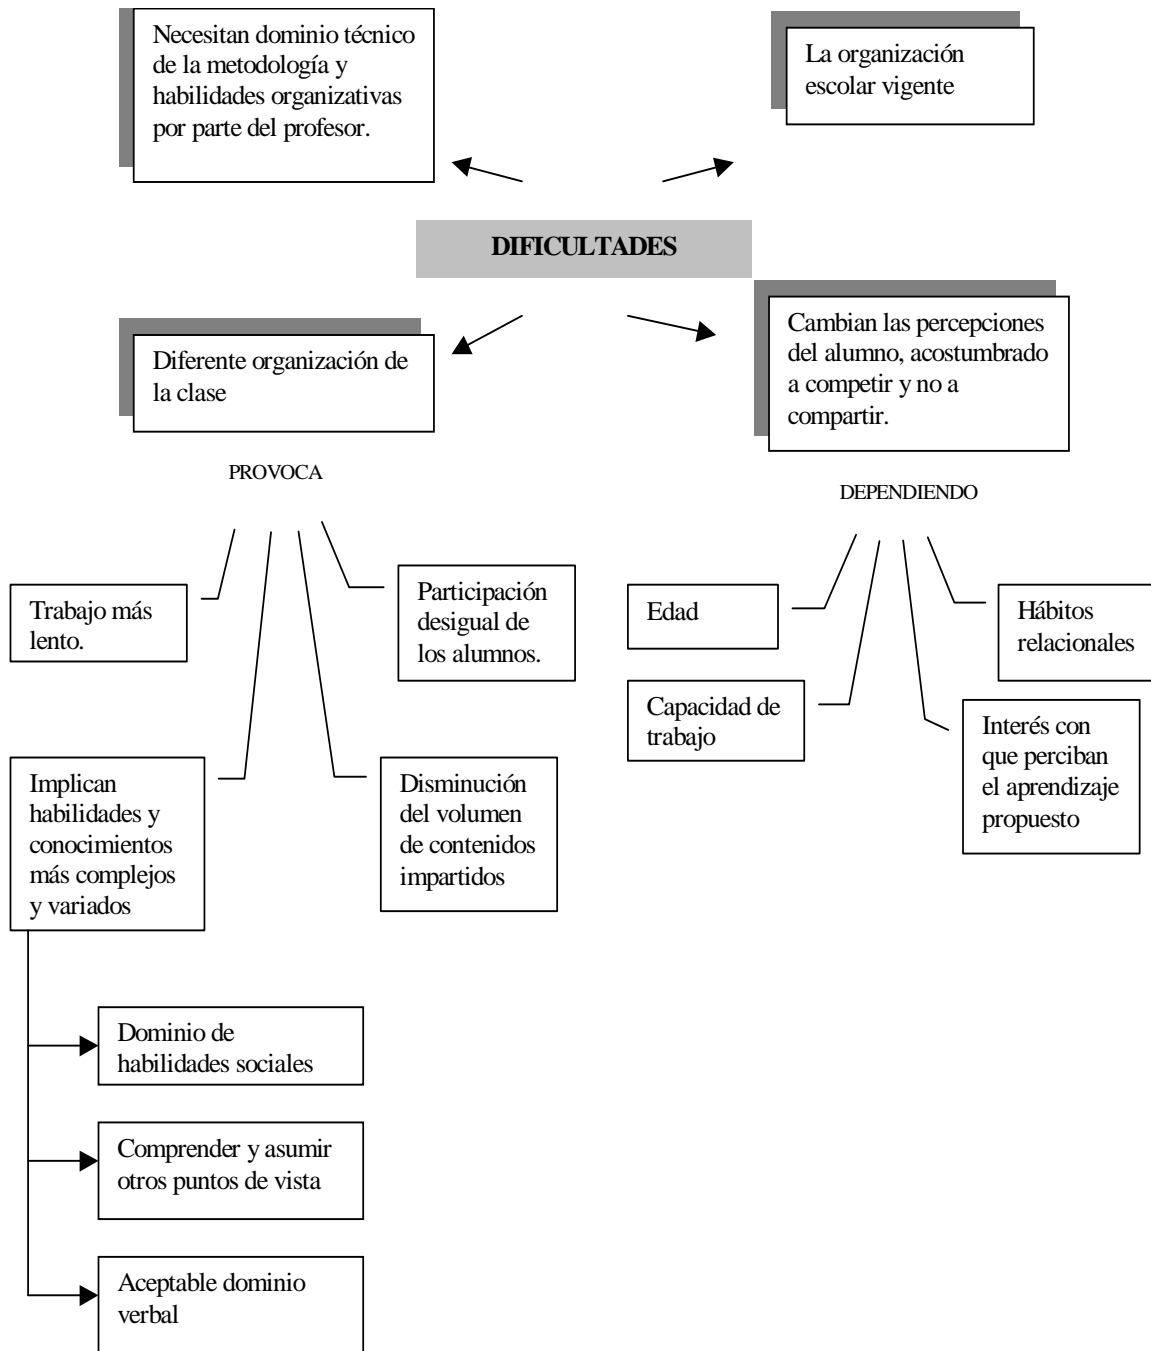 Necesitan dominio técnico
de la metodología y
habilidades organizativas
por parte del profesor.
La organización
escolar vigente
DIFICULTADES
Diferente organización de
la clase
Cambian las percepciones
del alumno, acostumbrado
a competir y no a
compartir.
PROVOCA
DEPENDIENDO
Trabajo más
lento.
Participación
desigual de
los alumnos.
Edad
Hábitos
relacionales
Capacidad de
trabajo
Interés con
que perciban
el aprendizaje
propuesto
Implican
habilidades y
conocimientos
más complejos
y variados
Disminución
del volumen
de contenidos
impartidos
Dominio de
habilidades sociales
Comprender y asumir
otros puntos de vista
Aceptable dominio
verbal